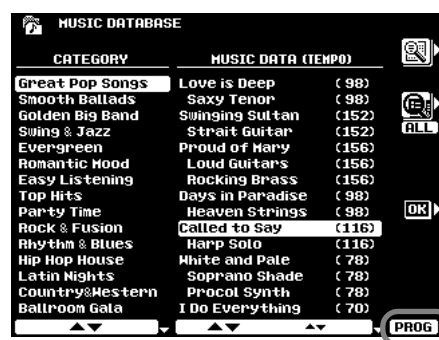 MUSIC DATABASE
CATEGORY MUSIC DATA (TEMPO)
Great Pop Songs Love is Deep ( 98)
Smooth Ballads Saxy Tenor ( 98)
Golden Big Band Swinging Sultan (152)
Swing & Jazz Strait Guitar (152)
Evergreen Proud of Mary (156)
Romantic Mood Loud Guitars (156)
Easy Listening Rocking Brass (156)
Top Hits Days in Paradise ( 98)
Party Time Heaven Strings ( 98)
Rock & Fusion Called to Say (116)
Rhythm & Blues Harp Solo (116)
Hip Hop House White and Pale ( 78)
Latin Nights Soprano Shade ( 78)
Country&Western Procol Synth ( 78)
Ballroom Gala I Do Everything ( 70)
ALL
OK
PROG